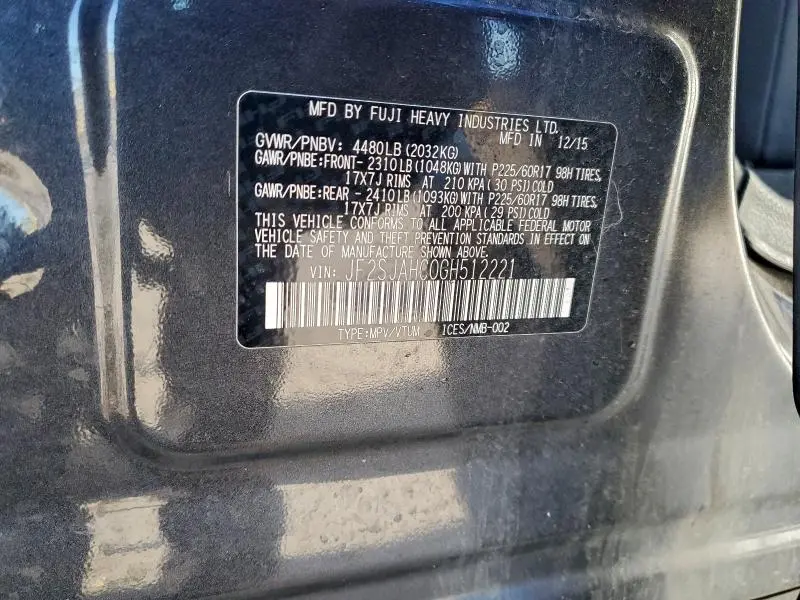 MFD BY FUJI HEAVY INDUSTRIES LTD.
MFD IN 12/15
GVWR/PNBV: 4480LB(2032KG)
GAWR/PNBE:FRONT- 2310LB(1048KG)WITH P225/60R17 98H TIRES,
17X7J RIMS AT 210 KPA(30 PSI)COLD
GAWR/PNBE:REAR - 2410LB(1093KG)WITH P225/60R17 98H TIRES,
17X7J RIMS AT 200 KPA(29 PSI)COLD
THIS VEHICLE CONFORMS TO ALL APPLICABLE FEDERAL MOTOR
VEHICLE SAFETY AND THEFT PREVENTION STANDARDS IN EFFECT ON
THE DATE OF MANUFACTURE SHOWN ABOVE.
VIN: JF2SJAHC0GH512221
TYPE:MPV/VTUM ICES/NMB-002